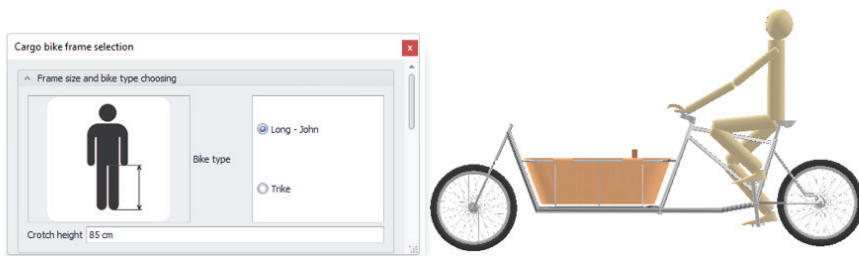 Cargo bike frame selection
x
Frame size and bike type choosing
Bike type
Long - John
Trike
Crotch height 85 cm